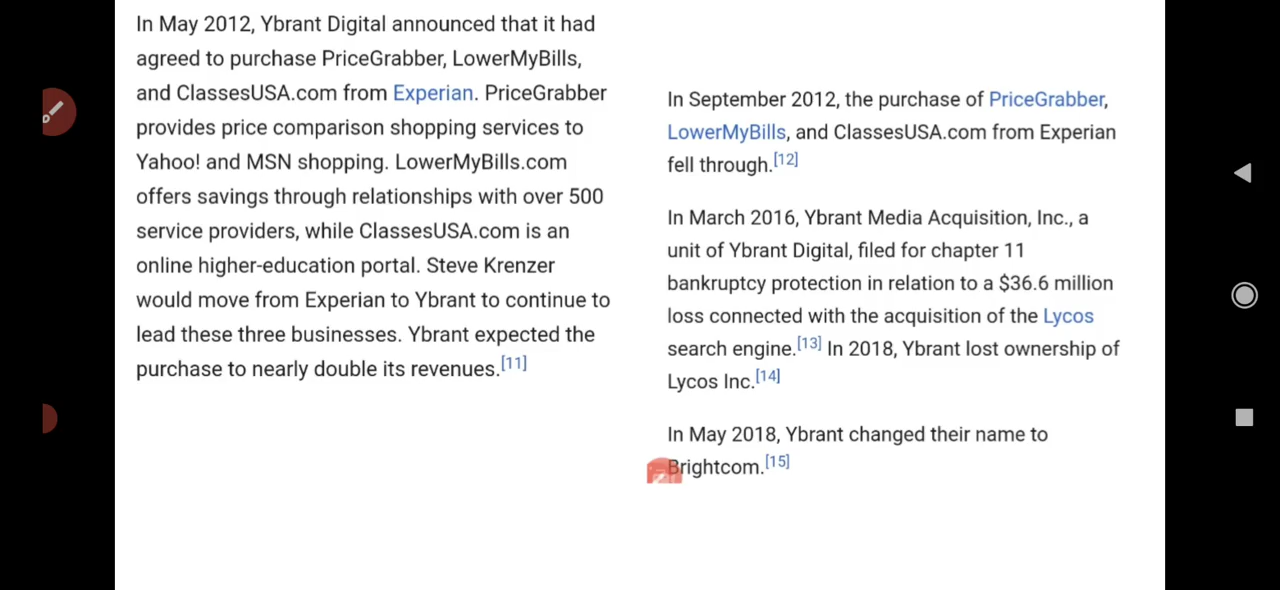 In May 2012, Ybrant Digital announced that it had
agreed to purchase PriceGrabber, LowerMyBills,
and ClassesUSA.com from Experian. PriceGrabber
provides price comparison shopping services to
Yahoo! and MSN shopping. LowerMyBills.com
offers savings through relationships with over 500
service providers, while ClassesUSA.com is an
online higher-education portal. Steve Krenzer
would move from Experian to Ybrant to continue to
lead these three businesses. Ybrant expected the
purchase to nearly double its revenues.[11]
In September 2012, the purchase of PriceGrabber,
LowerMyBills, and ClassesUSA.com from Experian
fell through.[12]
In March 2016, Ybrant Media Acquisition, Inc., a
unit of Ybrant Digital, filed for chapter 11
bankruptcy protection in relation to a $36.6 million
loss connected with the acquisition of the Lycos
search engine.[13] In 2018, Ybrant lost ownership of
Lycos Inc.[14]
In May 2018, Ybrant changed their name to
Brightcom.[15]